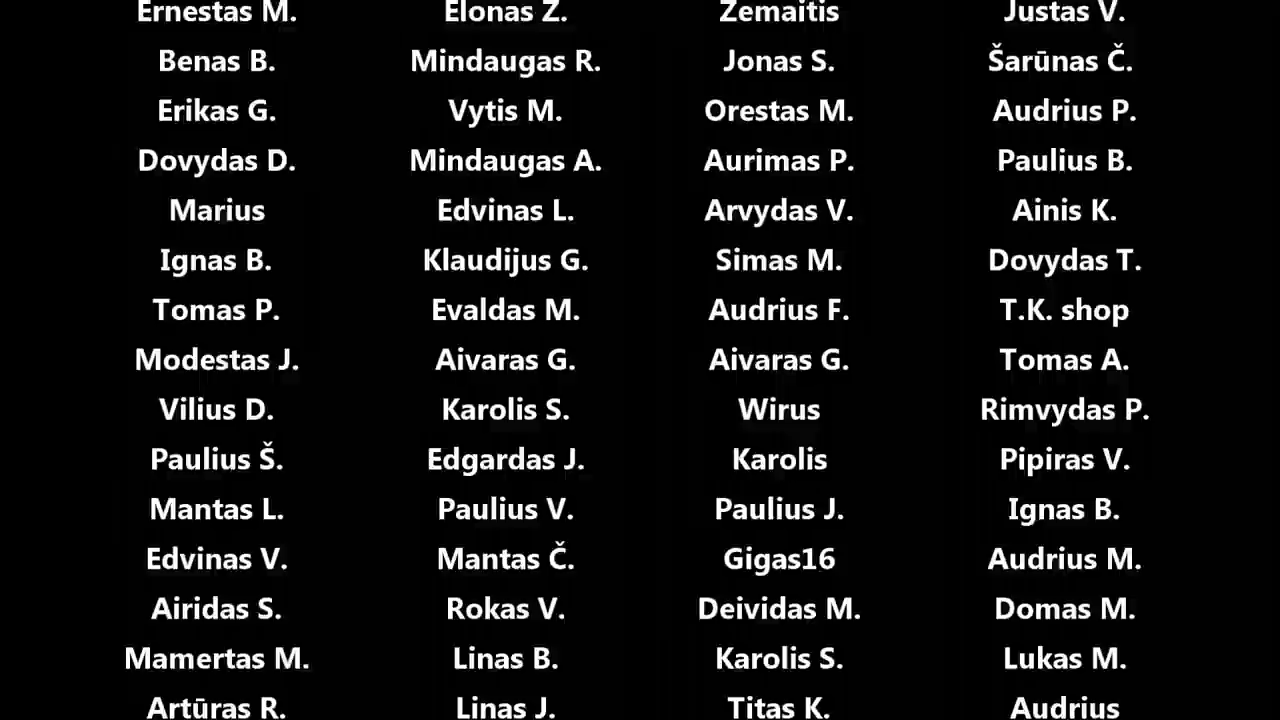 Ernestas M. Elonas Z. Žemaitis Justas V.
Benas B. Mindaugas R. Jonas S. Šarūnas Č.
Erikas G. Vytis M. Orestas M. Audrius P.
Dovydas D. Mindaugas A. Aurimas P. Paulius B.
Marius Edvinas L. Arvydas V. Ainis K.
Ignas B. Klaudijus G. Simas M. Dovydas T.
Tomas P. Evaldas M. Audrius F. T.K. shop
Modestas J. Aivaras G. Aivaras G. Tomas A.
Vilius D. Karolis S. Wirus Rimvydas P.
Paulius Š. Edgardas J. Karolis Pipiras V.
Mantas L. Paulius V. Paulius J. Ignas B.
Edvinas V. Mantas Č. Gigas16 Audrius M.
Airidas S. Rokas V. Deividas M. Domas M.
Mamertas M. Linas B. Karolis S. Lukas M.
Artūras R. Linas J. Titas K. Audrius